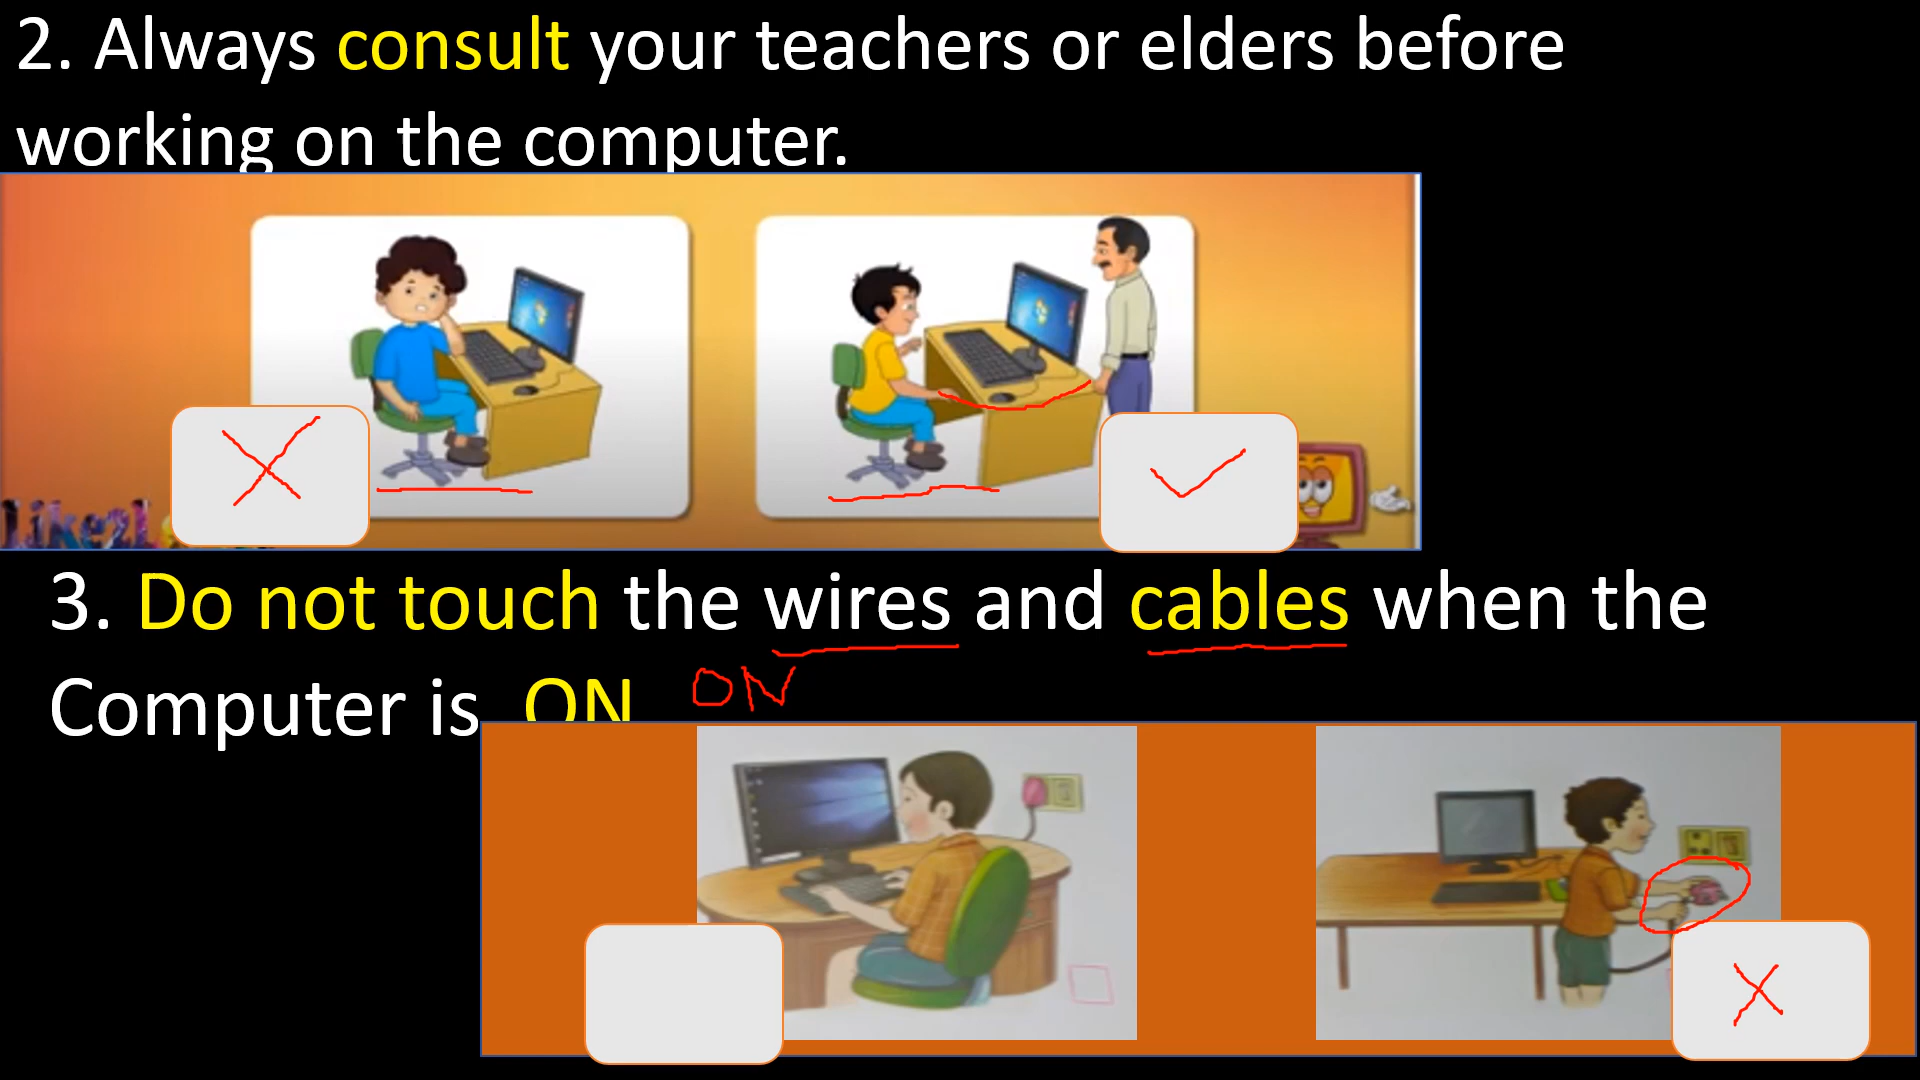 2. Always consult your teachers or elders before
working on the computer.
3. Do not touch the wires and cables when the
Computer is ON ON